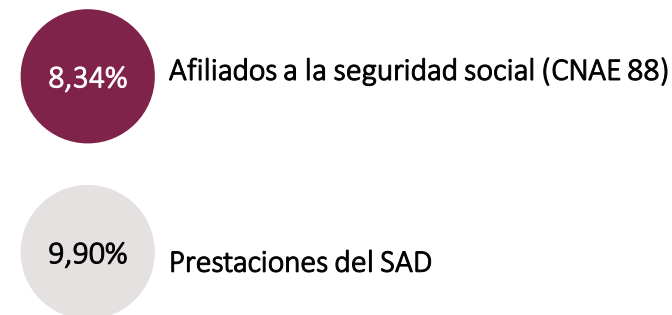 8,34% Afiliados a la seguridad social (CNAE 88)
9,90% Prestaciones del SAD